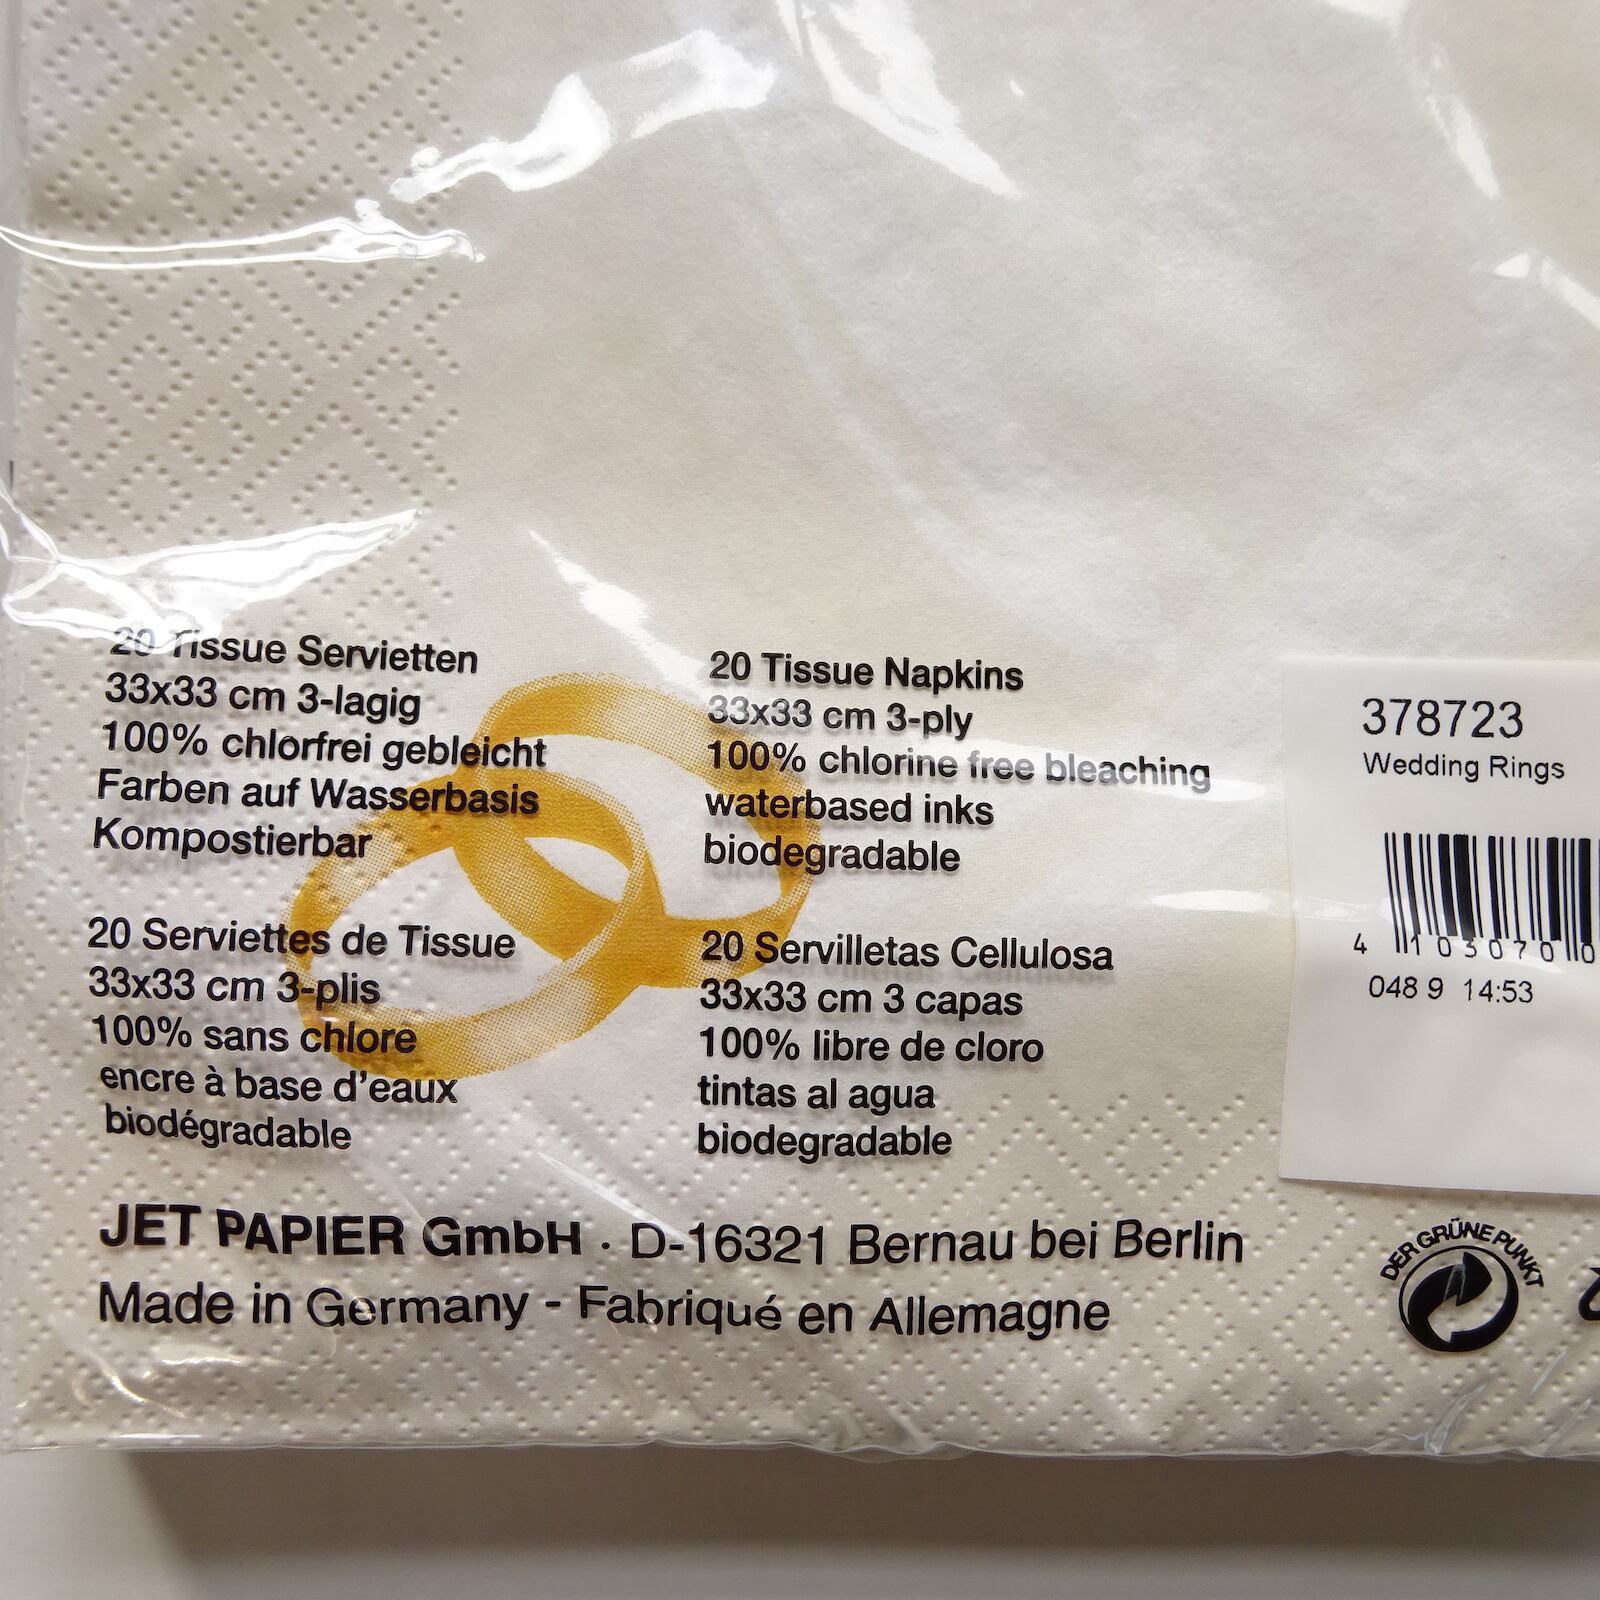 20 Tissue Servietten
33x33 cm 3-lagig
100% chlorfrei gebleicht
Farben auf Wasserbasis
Kompostierbar
20 Tissue Napkins
33x33 cm 3-ply
100% chlorine free bleaching
waterbased inks
biodegradable
20 Serviettes de Tissue
33x33 cm 3-plis
100% sans chlore
encre à base d'eaux
biodégradable
20 Servilletas Cellulosa
33x33 cm 3 capas
100% libre de cloro
tintas al agua
biodegradable
JET PAPIER GmbH · D-16321 Bernau bei Berlin
Made in Germany - Fabriqué en Allemagne
378723
Wedding Rings
4 103070 0
048 9 14:53
DER GRÜNE PUNKT